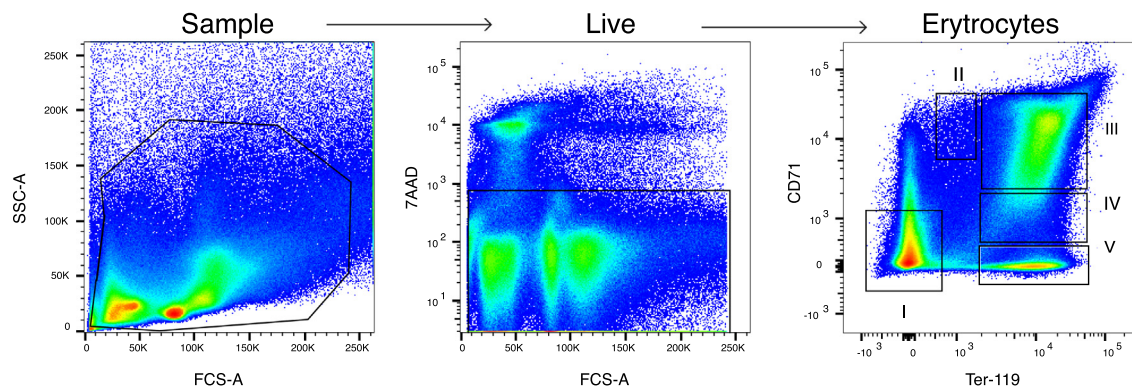 Sample
Live
Erytrocytes
250K
200K
150K
100K
50K
0
SSC-A
0
50K
100K
150K
200K
250K
FCS-A
10 5
10 4
10 3
10 2
10 1
7AAD
0
50K
100K
150K
200K
250K
FCS-A
10 5
10 4
10 3
0
-10 3
CD71
II
III
IV
V
I
-10 3
0
10 3
10 4
10 5
Ter-119